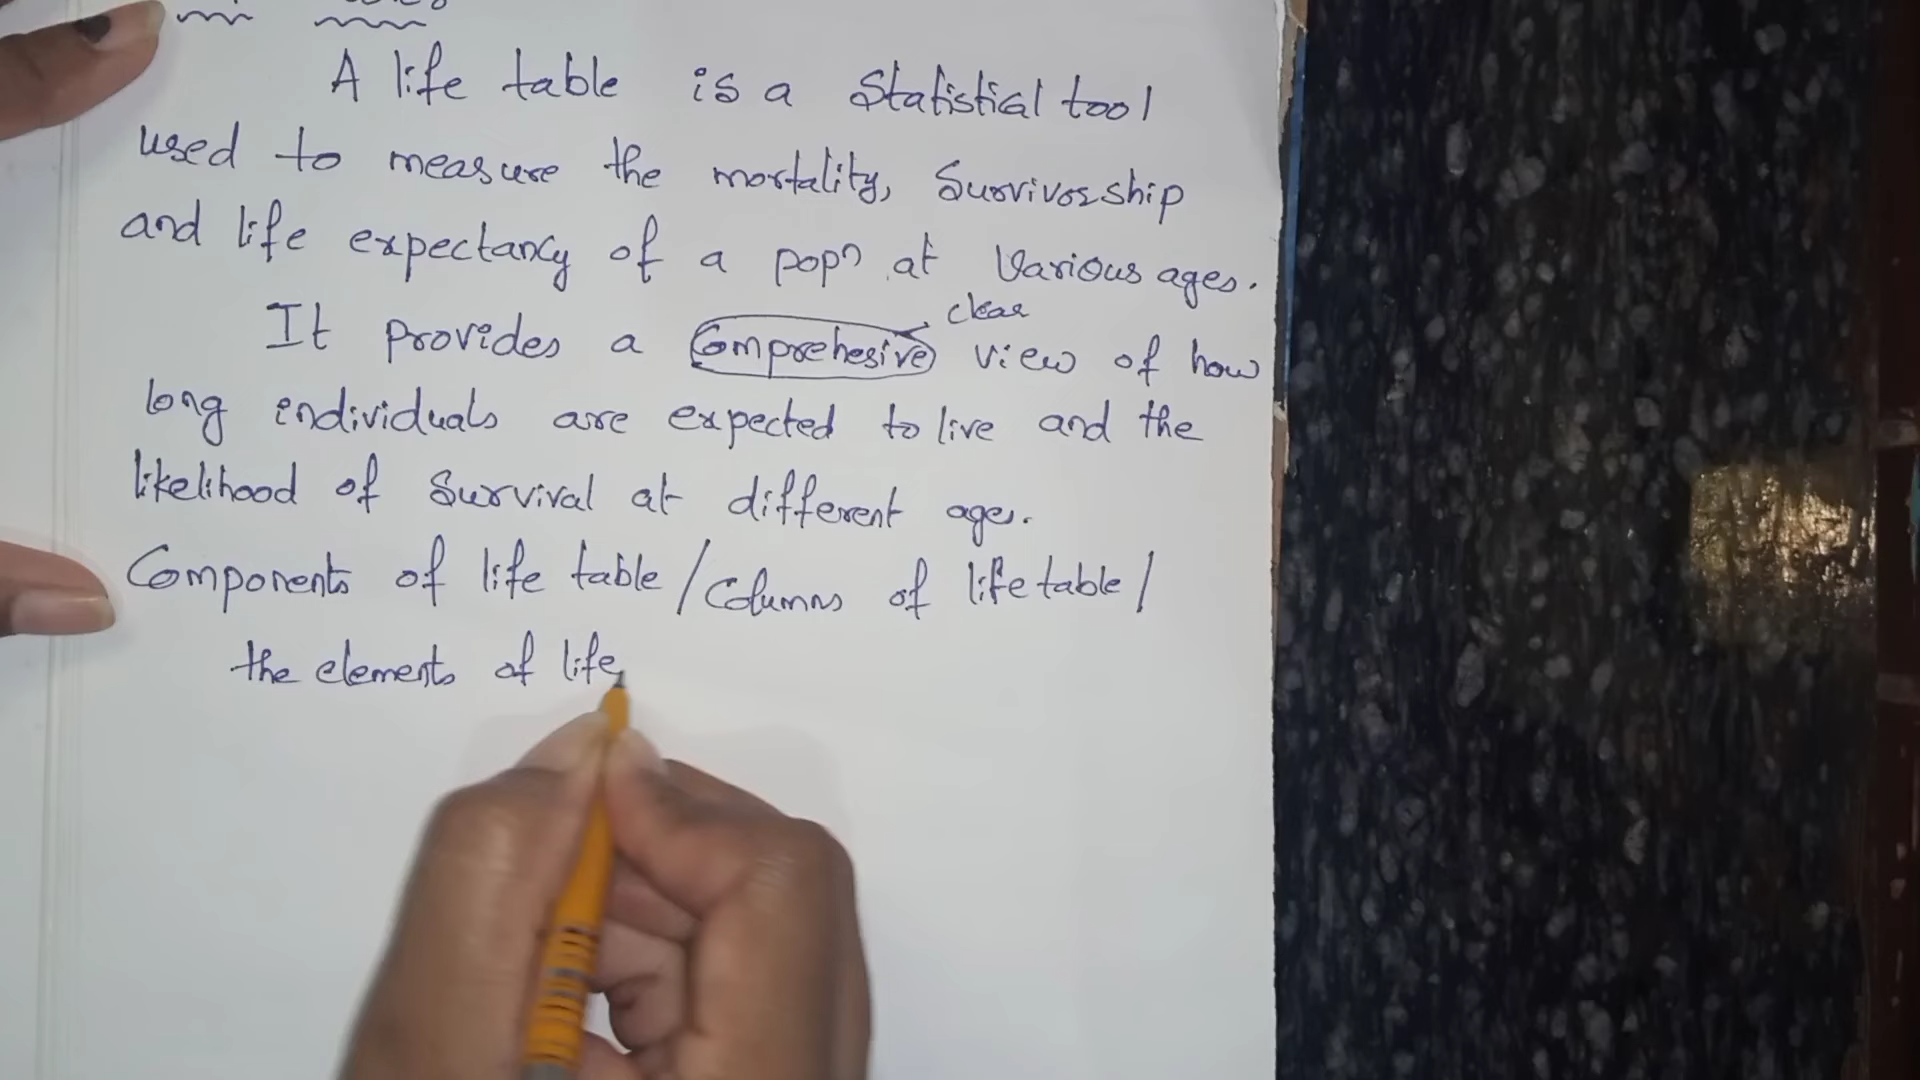 A life table is a Statistial tool
used to measure the mortality, Survivorship
and life expectancy of a popn at Various ages.
clear
It provides a Comprehesive view of how
long individuals are expected to live and the
likelihood of Survival at different ages.
Components of life table / Columns of life table /
the elements of life